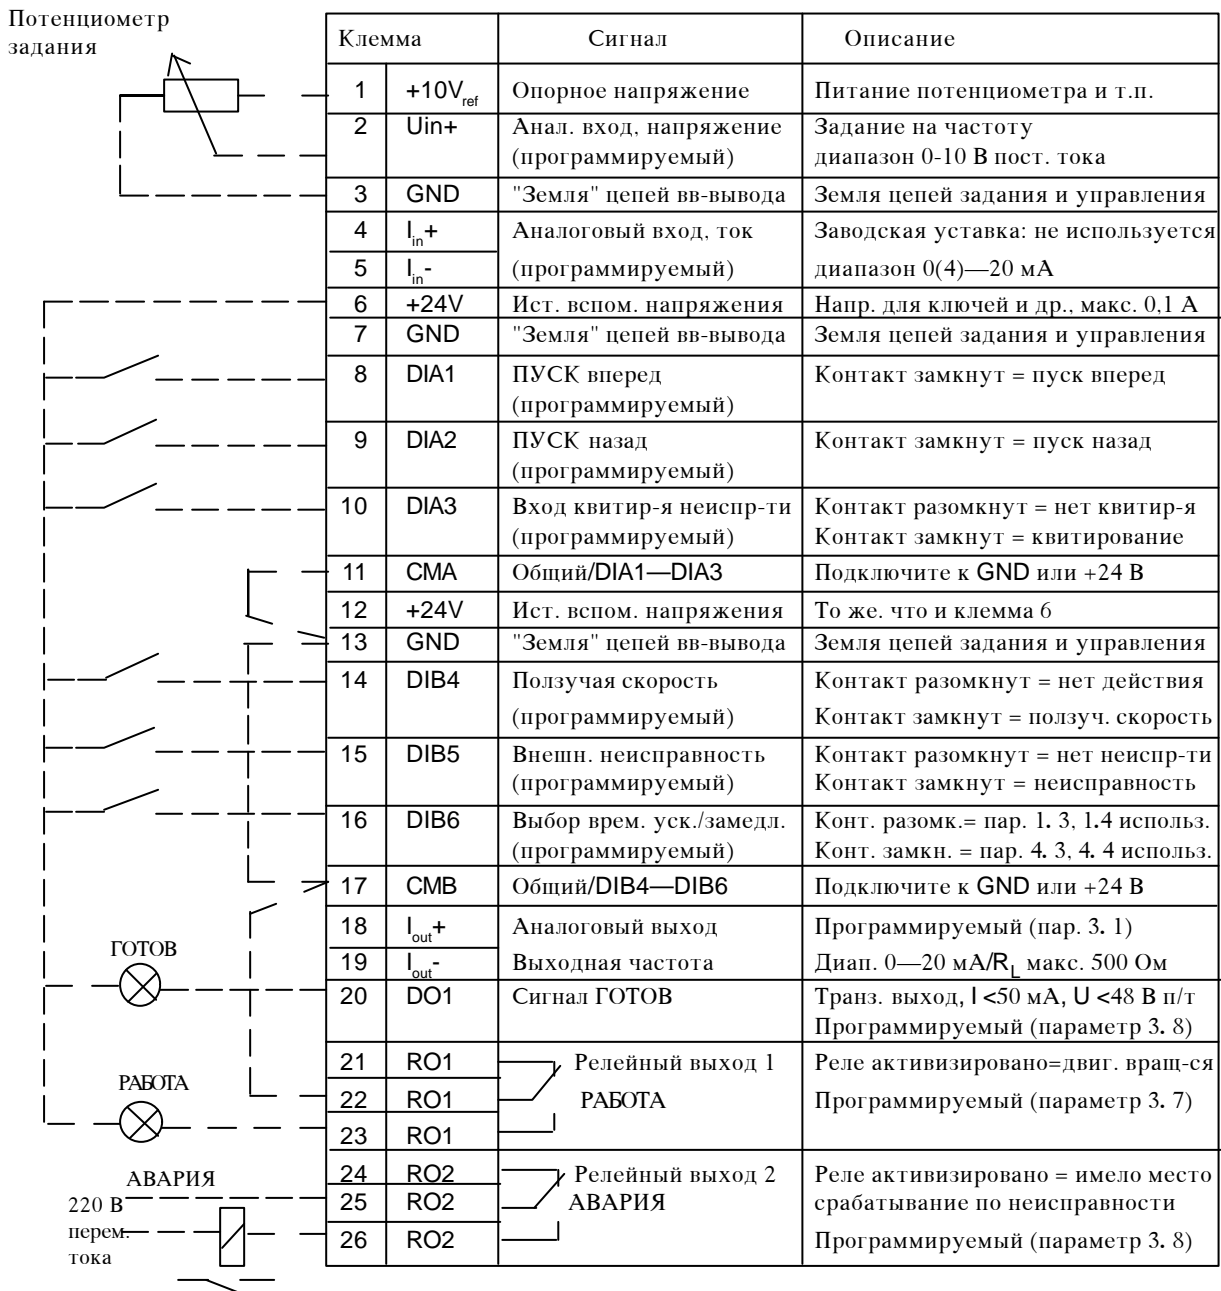 Потенциометр
задания
Клемма Сигнал Описание
1 +10Vref Опорное напряжение Питание потенциометра и т.п.
2 Uin+ Анал. вход, напряжение Задание на частоту
(программируемый) диапазон 0-10 В пост. тока
3 GND "Земля" цепей вв-вывода Земля цепей задания и управления
4 Iin+ Аналоговый вход, ток Заводская уставка: не используется
5 Iin- (программируемый) диапазон 0(4)—20 мА
6 +24V Ист. вспом. напряжения Напр. для ключей и др., макс. 0,1 А
7 GND "Земля" цепей вв-вывода Земля цепей задания и управления
8 DIA1 ПУСК вперед Контакт замкнут = пуск вперед
(программируемый)
9 DIA2 ПУСК назад Контакт замкнут = пуск назад
(программируемый)
10 DIA3 Вход квитир-я неиспр-ти Контакт разомкнут = нет квитир-я
(программируемый) Контакт замкнут = квитирование
11 CMA Общий/DIA1—DIA3 Подключите к GND или +24 В
12 +24V Ист. вспом. напряжения То же. что и клемма 6
13 GND "Земля" цепей вв-вывода Земля цепей задания и управления
14 DIB4 Ползучая скорость Контакт разомкнут = нет действия
(программируемый) Контакт замкнут = ползуч. скорость
15 DIB5 Внешн. неисправность Контакт разомкнут = нет неиспр-ти
(программируемый) Контакт замкнут = неисправность
16 DIB6 Выбор врем. уск./замедл. Конт. разомк.= пар. 1. 3, 1.4 использ.
(программируемый) Конт. замкн. = пар. 4. 3, 4. 4 использ.
17 CMB Общий/DIB4—DIB6 Подключите к GND или +24 В
18 Iout+ Аналоговый выход Программируемый (пар. 3. 1)
ГОТОВ
19 Iout- Выходная частота Диап. 0—20 мА/RL макс. 500 Ом
20 DO1 Сигнал ГОТОВ Транз. выход, I <50 мА, U <48 В п/т
Программируемый (параметр 3. 8)
21 RO1 Релейный выход 1 Реле активизировано=двиг. вращ-ся
РАБОТА
22 RO1 РАБОТА Программируемый (параметр 3. 7)
23 RO1
24 RO2 Релейный выход 2 Реле активизировано = имело место
АВАРИЯ
25 RO2 АВАРИЯ срабатывание по неисправности
220 В
перем.
тока
26 RO2 Программируемый (параметр 3. 8)